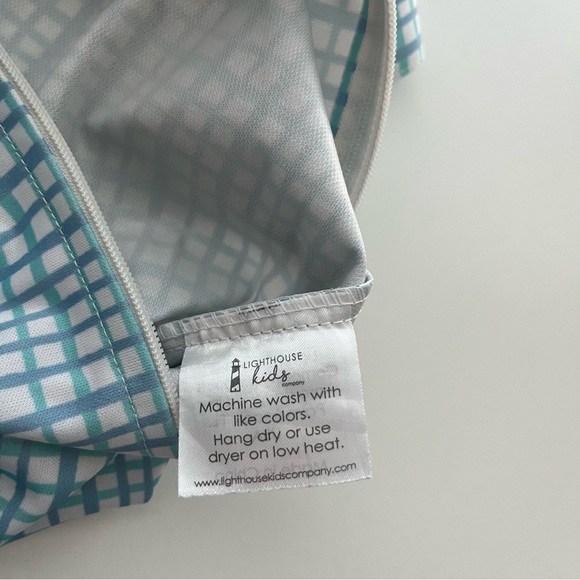 LIGHTHOUSE
kids
company
Machine wash with
like colors.
Hang dry or use
dryer on low heat.
www.lighthousekidscompany.com